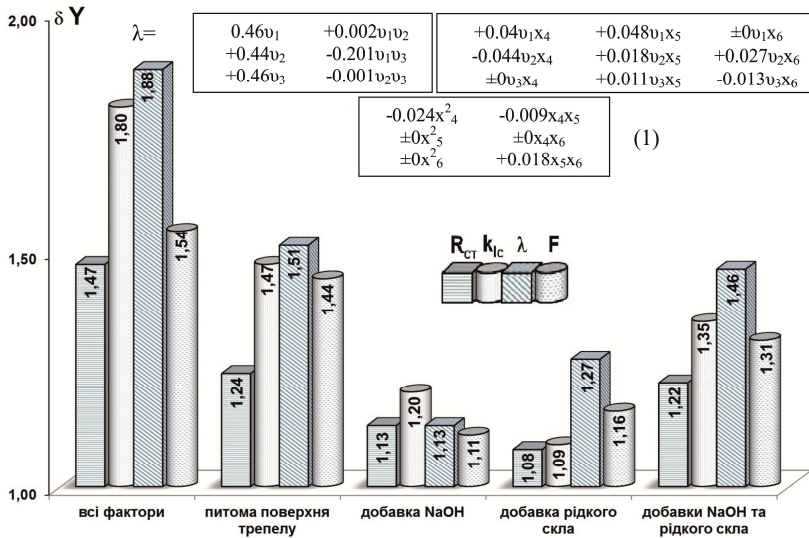 δ Y
2,00
λ=
0.46υ₁ +0.002υ₁υ₂
+0.44υ₂ -0.201υ₁υ₃
+0.46υ₃ -0.001υ₂υ₃
+0.04υ₁x₄ +0.048υ₁x₅ ±0υ₁x₆
-0.044υ₂x₄ +0.018υ₂x₅ +0.027υ₂x₆
±0υ₃x₄ +0.011υ₃x₅ -0.013υ₃x₆
-0.024x²₄ -0.009x₄x₅
±0x²₅ ±0x₄x₆
±0x²₆ +0.018x₅x₆
(1)
1,50
1,00
R_CT k_Ic λ F
1,47 1,80 1,88 1,54
1,24 1,47 1,51 1,44
1,13 1,20 1,13 1,11
1,08 1,09 1,27 1,16
1,22 1,35 1,46 1,31
всі фактори
питома поверхня
трепелу
добавка NaOH
добавка рідкого
скла
добавки NaOH та
рідкого скла